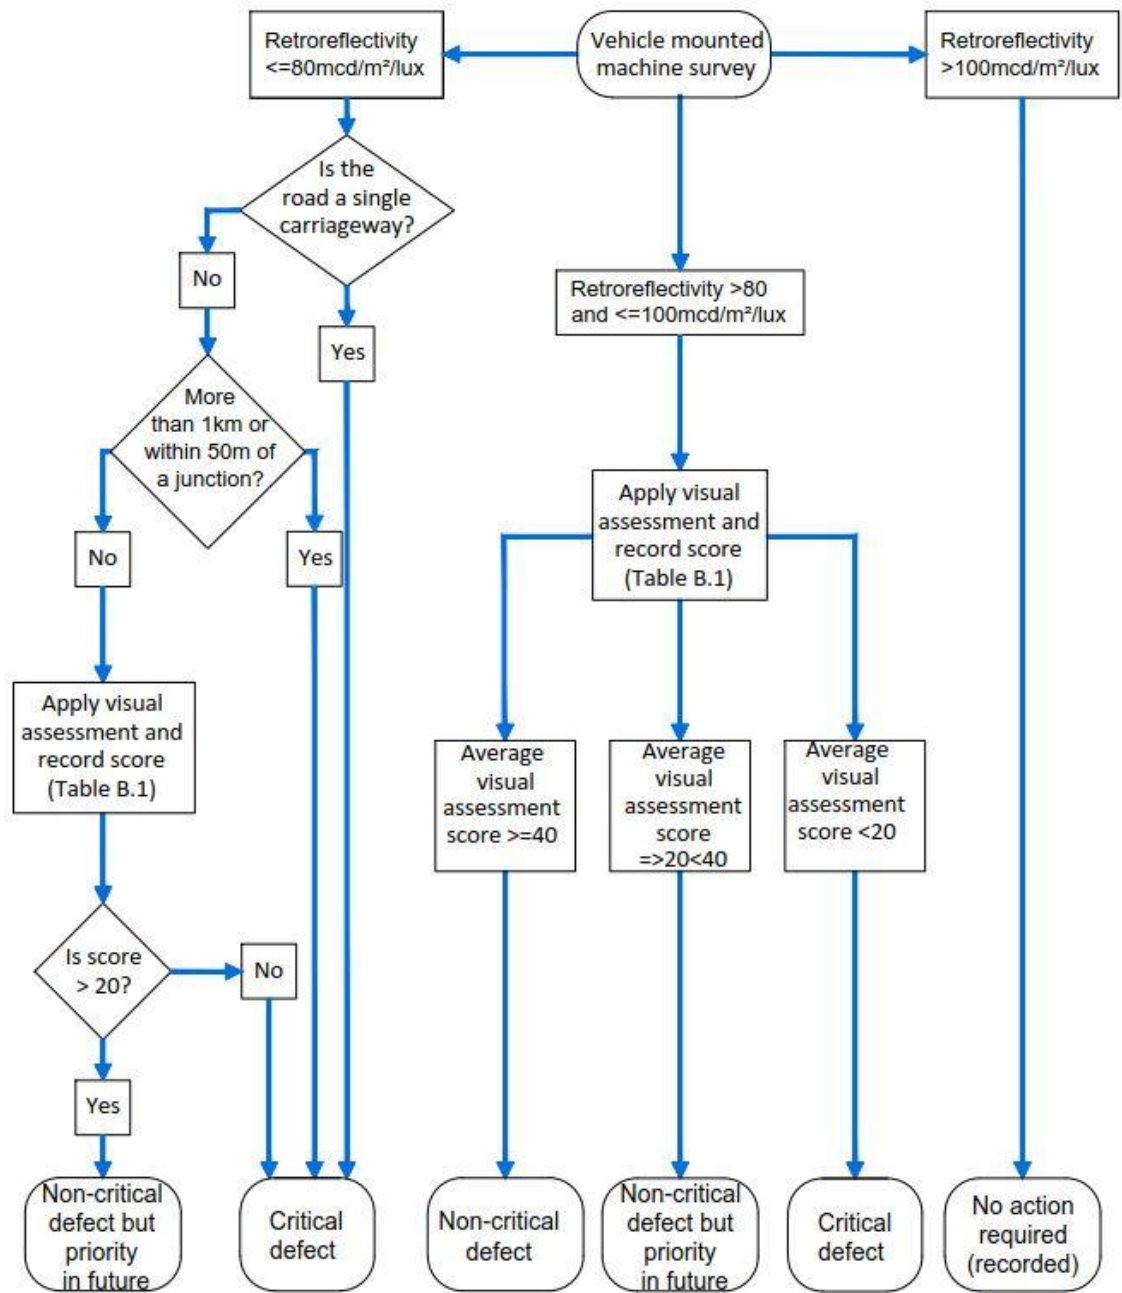 Retroreflectivity
<=80mcd/m²/lux
Vehicle mounted
machine survey
Retroreflectivity
>100mcd/m²/lux
Is the
road a single
carriageway?
No
Yes
Retroreflectivity >80
and <=100mcd/m²/lux
More
than 1km or
within 50m of
a junction?
No
Yes
Apply visual
assessment and
record score
(Table B.1)
Apply visual
assessment and
record score
(Table B.1)
Average
visual
assessment
score >=40
Average
visual
assessment
score
=>20<40
Average
visual
assessment
score <20
Is score
> 20?
No
Yes
Non-critical
defect but
priority
in future
Critical
defect
Non-critical
defect
Non-critical
defect but
priority
in future
Critical
defect
No action
required
(recorded)